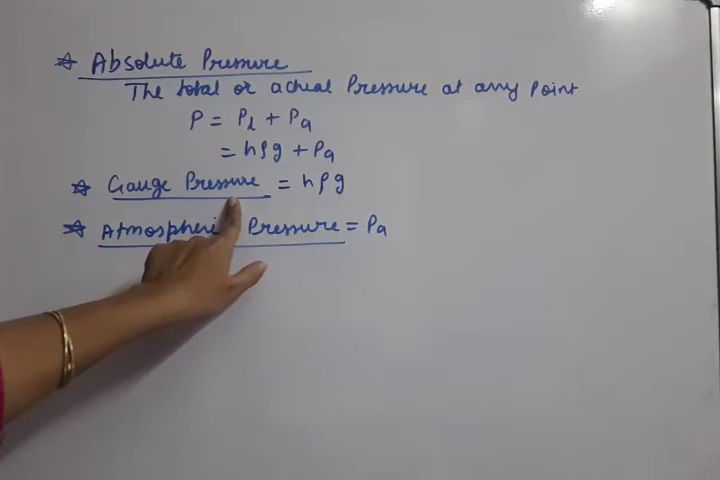 ☆ Absolute Pressure
The total or actual Pressure at any Point
P = Pl + Pa
= hρg + Pa
☆ Gauge Pressure = hρg
☆ Atmospheri Pressure = Pa